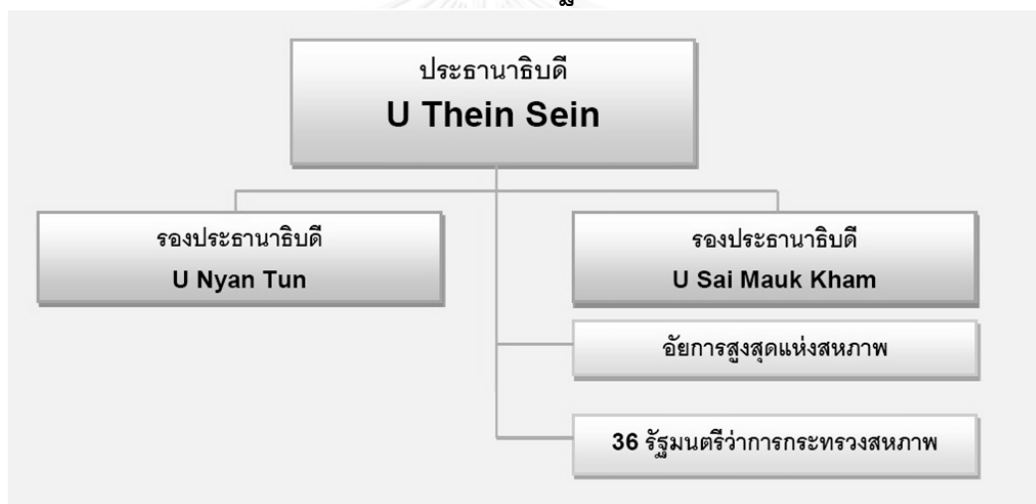 ประธานาธิบดี
U Thein Sein
รองประธานาธิบดี
U Nyan Tun
รองประธานาธิบดี
U Sai Mauk Kham
อัยการสูงสุดแห่งสหภาพ
36 รัฐมนตรีว่าการกระทรวงสหภาพ